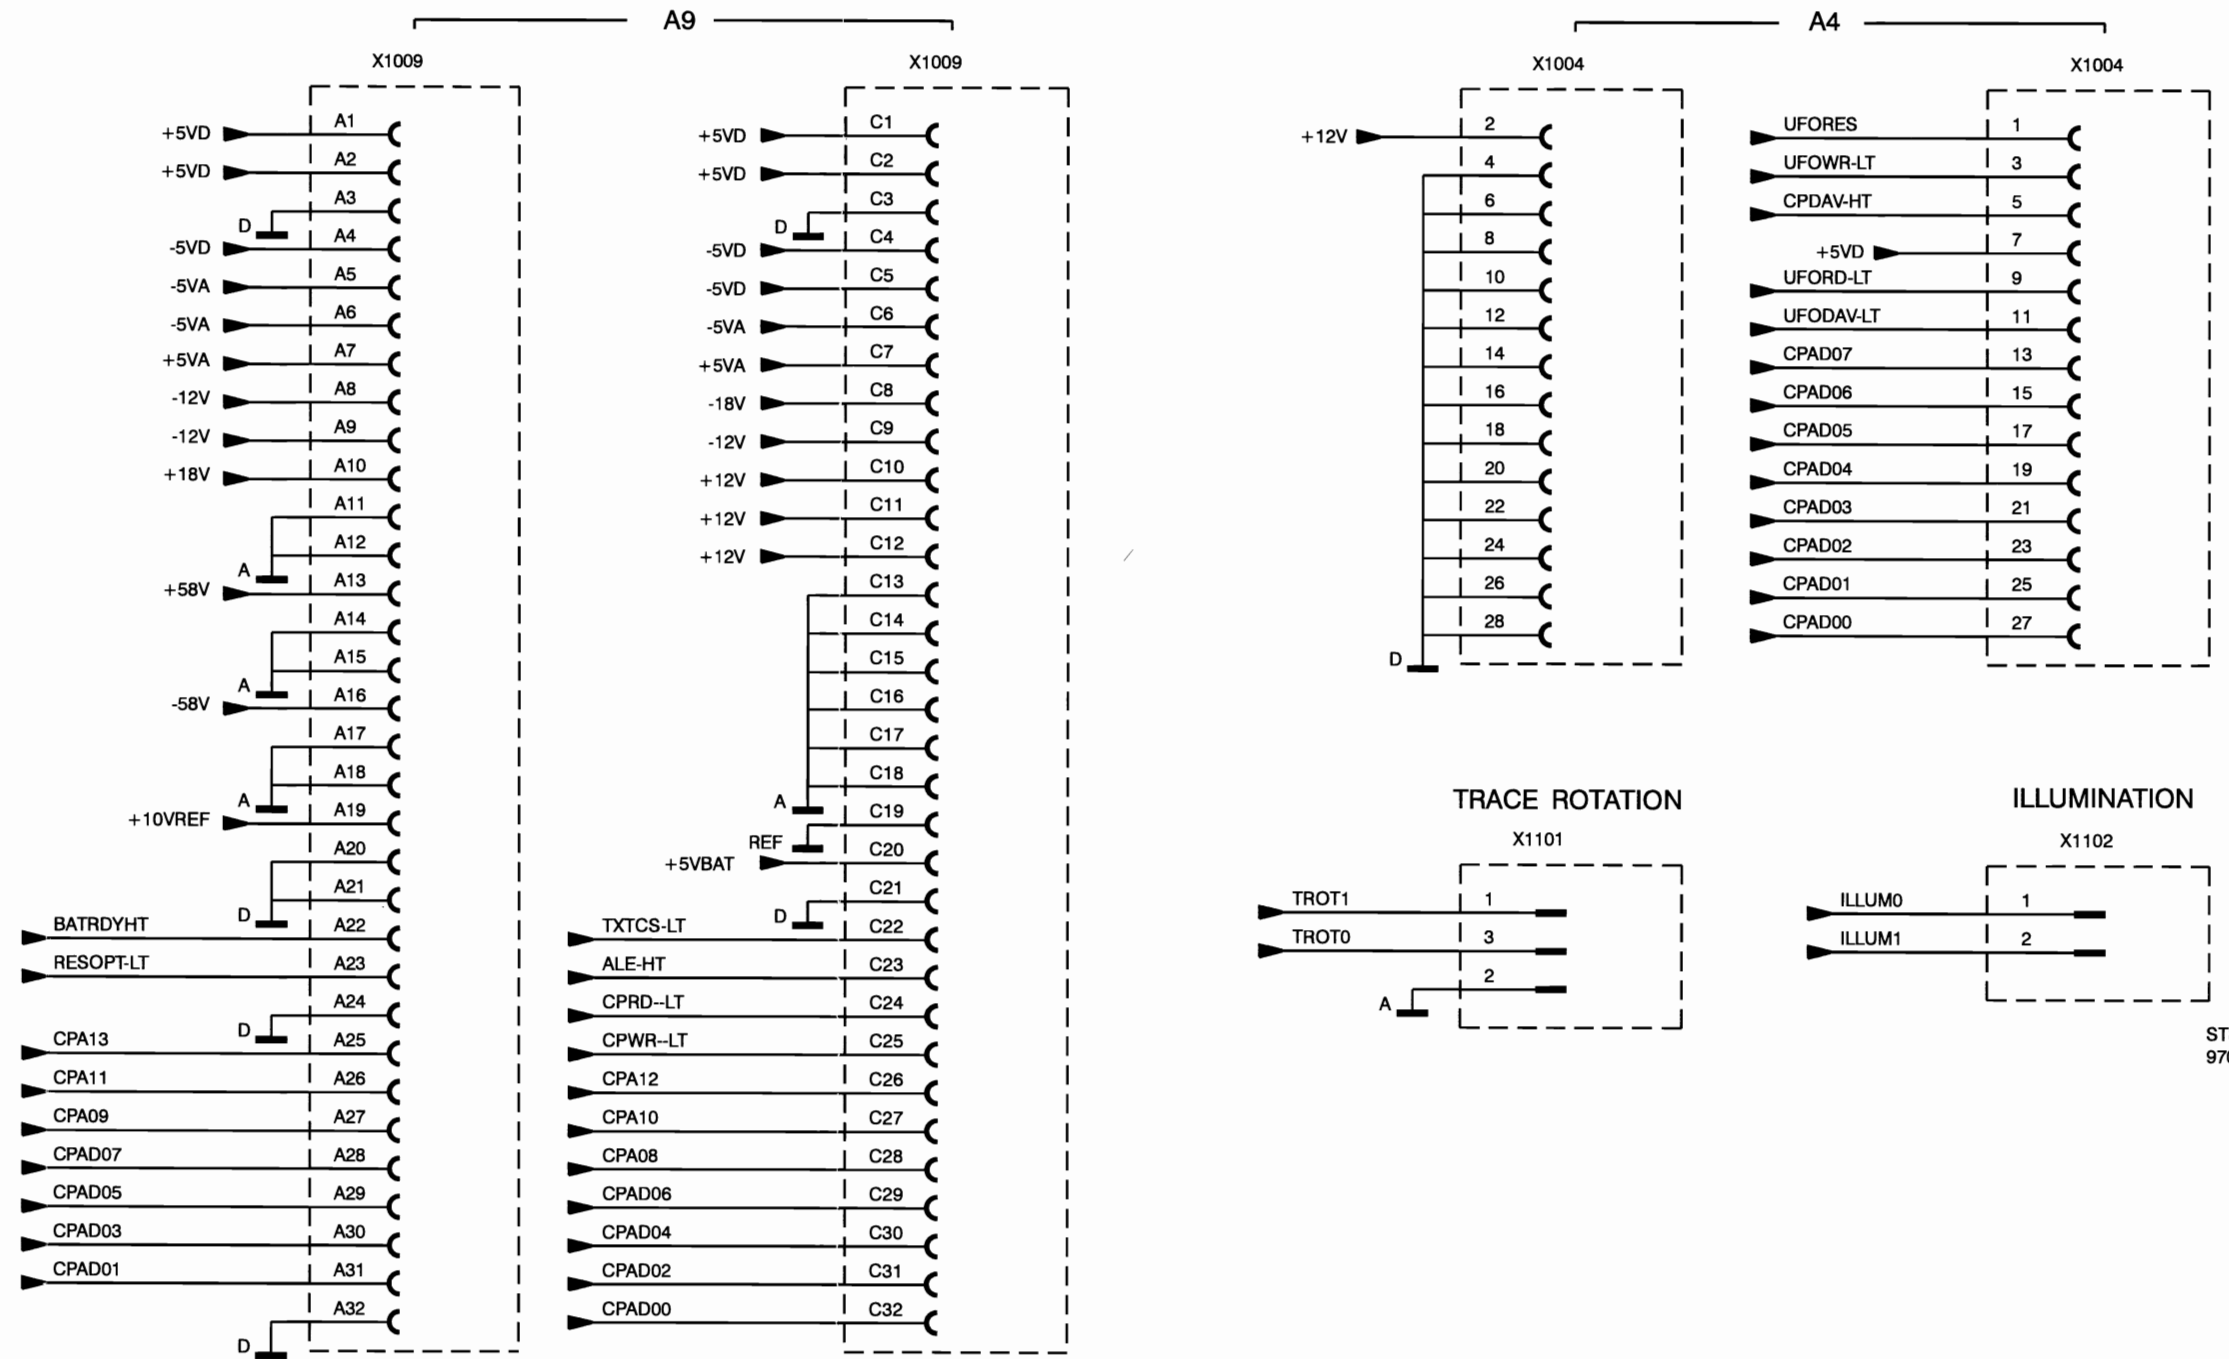 A9
X1009
+5VD A1
+5VD A2
A3
D
-5VD A4
-5VA A5
-5VA A6
+5VA A7
-12V A8
-12V A9
+18V A10
A11
A12
A
+58V A13
A14
A15
A
-58V A16
A17
A18
A
+10VREF A19
A20
A21
D
BATRDYHT A22
RESOPT-LT A23
A24
D
CPA13 A25
CPA11 A26
CPA09 A27
CPAD07 A28
CPAD05 A29
CPAD03 A30
CPAD01 A31
A32
D
X1009
+5VD C1
+5VD C2
C3
D
-5VD C4
-5VD C5
-5VA C6
+5VA C7
-18V C8
-12V C9
+12V C10
+12V C11
+12V C12
C13
C14
C15
C16
C17
C18
A
C19
REF
+5VBAT C20
C21
D
TXTCS-LT C22
ALE-HT C23
CPRD--LT C24
CPWR--LT C25
CPA12 C26
CPA10 C27
CPA08 C28
CPAD06 C29
CPAD04 C30
CPAD02 C31
CPAD00 C32
A4
X1004
+12V 2
4
6
8
10
12
14
16
18
20
22
24
26
28
D
X1004
UFORES 1
UFOWR-LT 3
CPDAV-HT 5
+5VD 7
UFORD-LT 9
UFODAV-LT 11
CPAD07 13
CPAD06 15
CPAD05 17
CPAD04 19
CPAD03 21
CPAD02 23
CPAD01 25
CPAD00 27
TRACE ROTATION
X1101
TROT1 1
TROT0 3
2
A
ILLUMINATION
X1102
ILLUM0 1
ILLUM1 2
ST